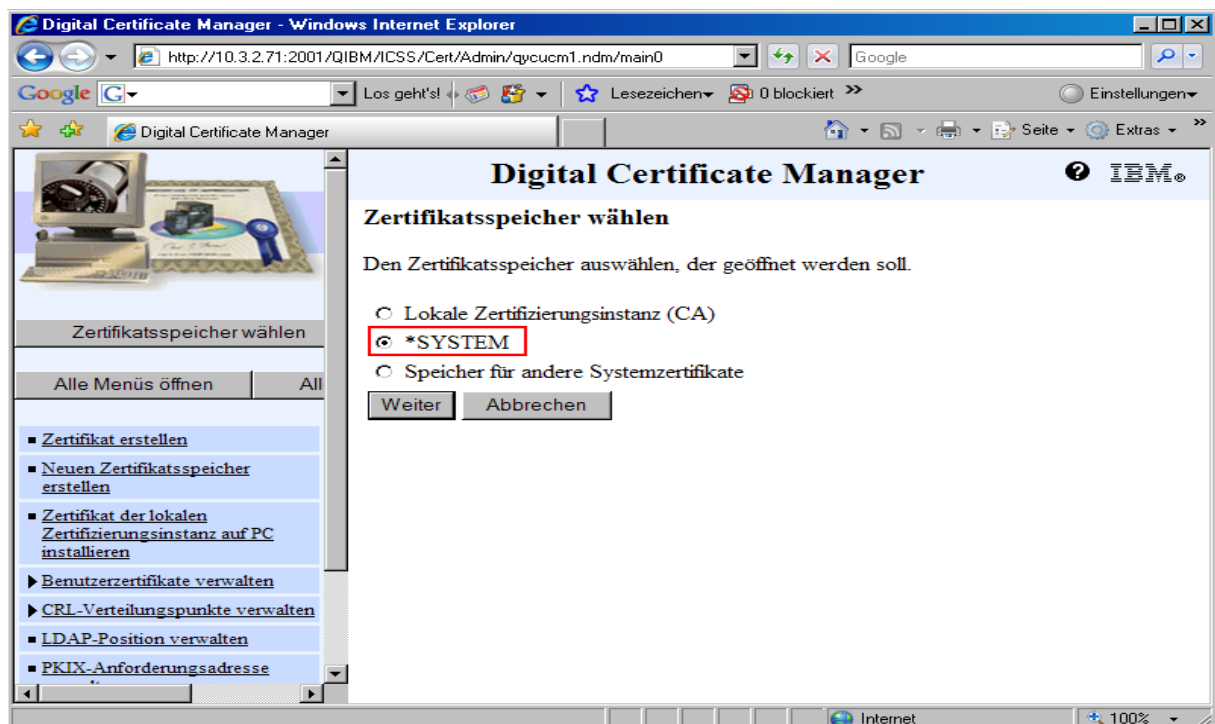 Digital Certificate Manager - Windows Internet Explorer
http://10.3.2.71:2001/QIBM/ICSS/Cert/Admin/qycucm1.ndm/main0
Google
Google
Los geht's!
Lesezeichen
0 blockiert
Einstellungen
Digital Certificate Manager
Seite
Extras
Digital Certificate Manager
IBM®
Zertifikatsspeicher wählen
Den Zertifikatsspeicher auswählen, der geöffnet werden soll.
Lokale Zertifizierungsinstanz (CA)
*SYSTEM
Speicher für andere Systemzertifikate
Weiter
Abbrechen
Zertifikatsspeicher wählen
Alle Menüs öffnen
All
Zertifikat erstellen
Neuen Zertifikatsspeicher
erstellen
Zertifikat der lokalen
Zertifizierungsinstanz auf PC
installieren
Benutzerzertifikate verwalten
CRL-Verteilungspunkte verwalten
LDAP-Position verwalten
PKIX-Anforderungsadresse
Internet
100%